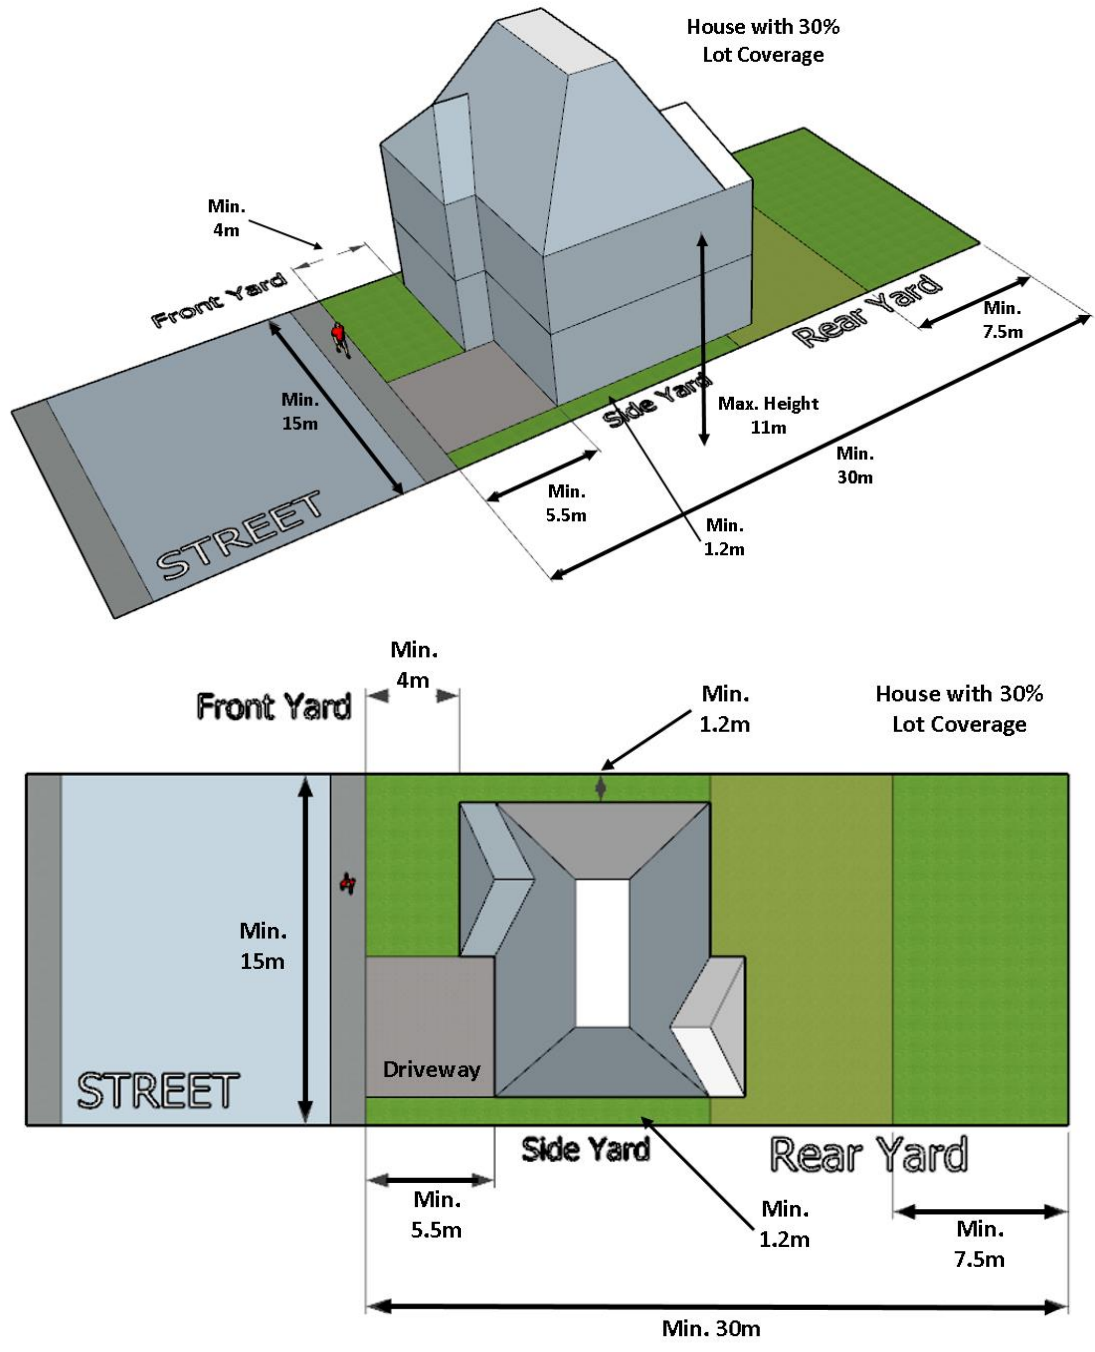 House with 30%
Lot Coverage
Min.
4m
Front Yard
Min.
15m
STREET
Rear Yard
Min.
7.5m
Side Yard
Max. Height
11m
Min.
30m
Min.
5.5m
Min.
1.2m
Min.
4m
Front Yard
Min.
1.2m
House with 30%
Lot Coverage
Min.
15m
Driveway
STREET
Side Yard
Rear Yard
Min.
5.5m
Min.
1.2m
Min.
7.5m
Min. 30m